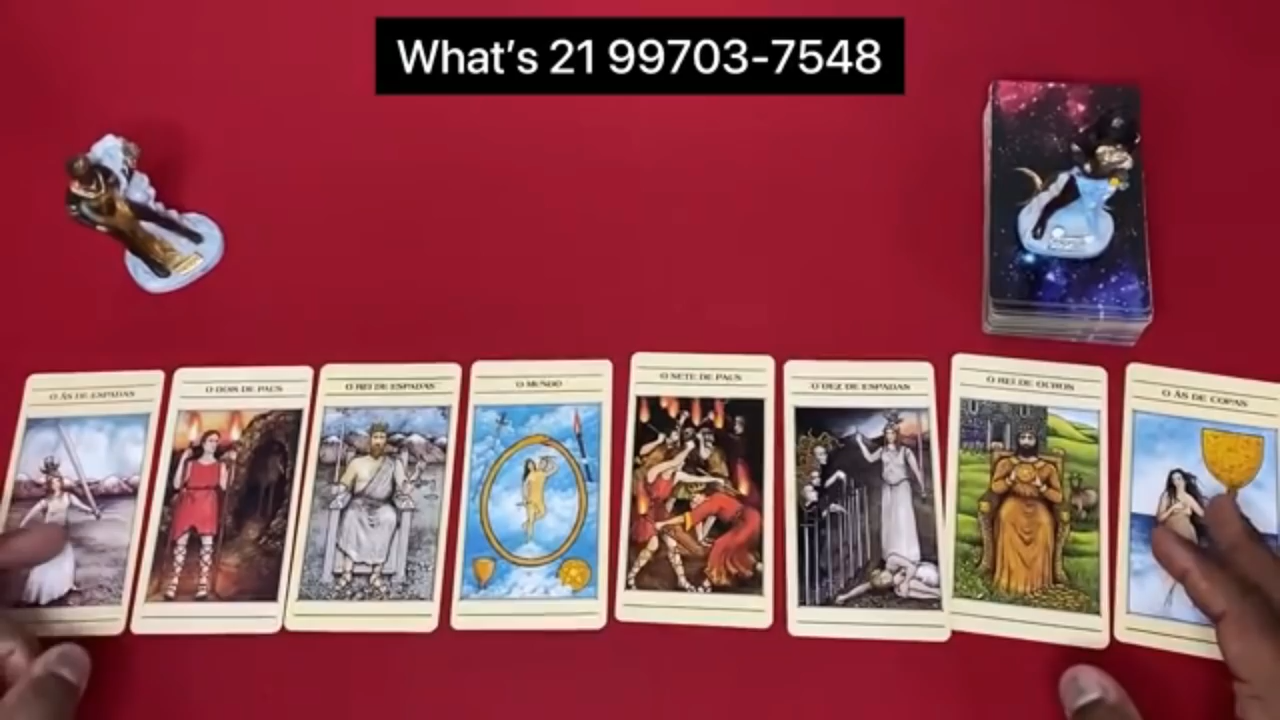 What's 21 99703-7548
O ÁS DE ESPADAS
O DOIS DE PAUS
O REI DE ESPADAS
O MUNDO
O SETE DE PAUS
O DEZ DE ESPADAS
O REI DE OUROS
O ÁS DE COPAS